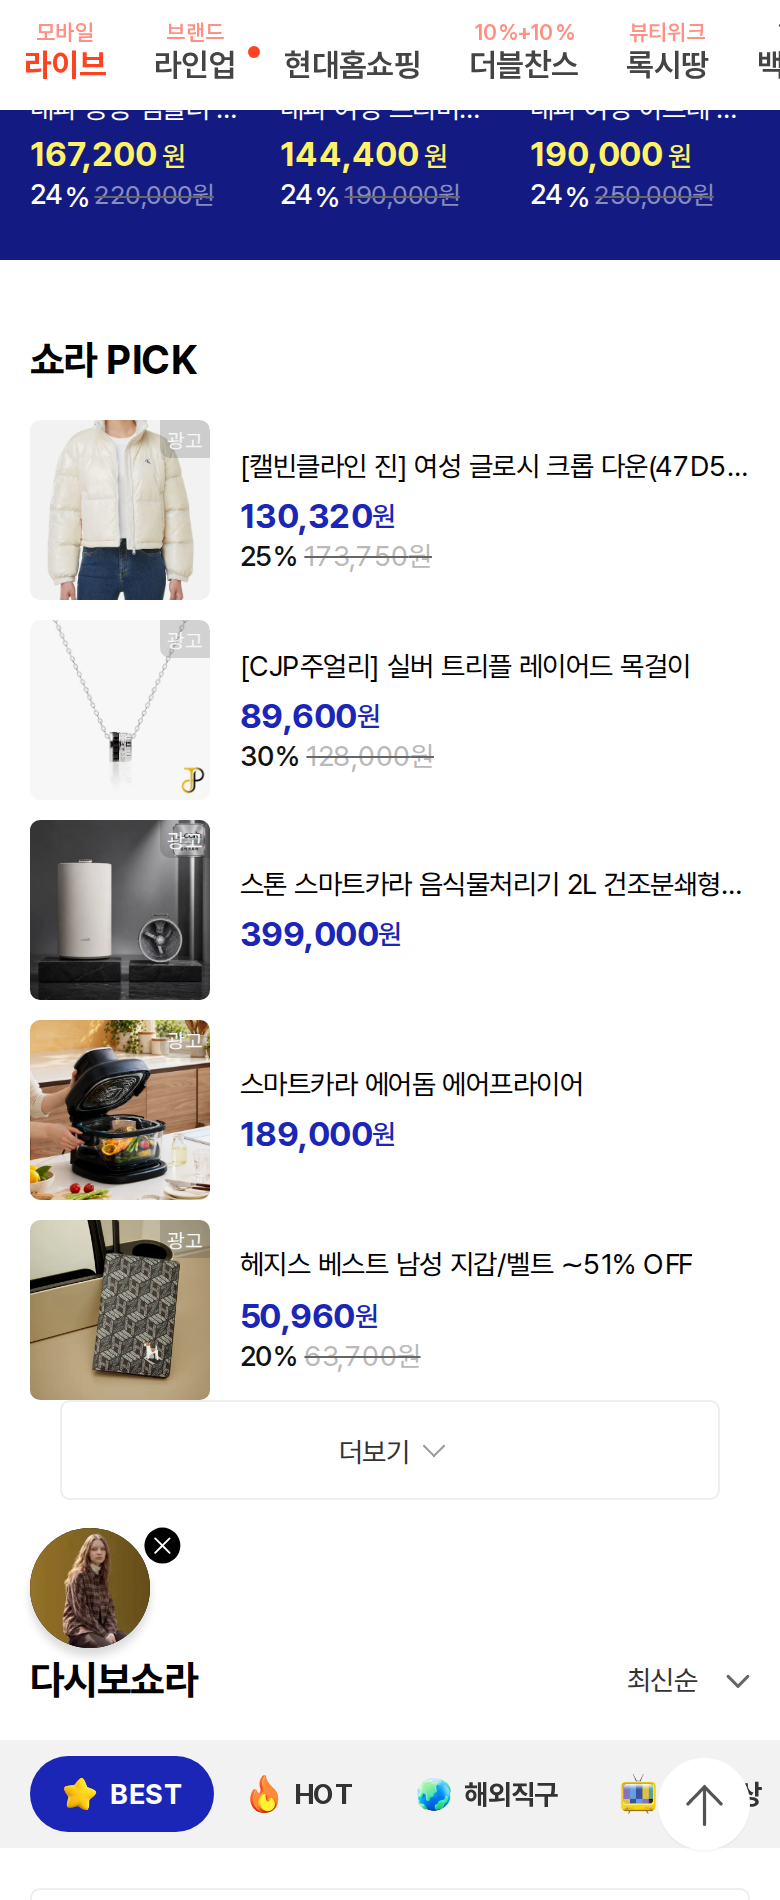 모바일
라이브
브랜드
라인업
현대홈쇼핑
10%+10%
더블찬스
뷰티위크
록시땅
백
167,200 원
24% 220,000원
144,400 원
24% 190,000원
190,000 원
24% 250,000원
쇼라 PICK
광고
[캘빈클라인 진] 여성 글로시 크롭 다운(47D5...
130,320원
25% 173,750원
광고
[CJP주얼리] 실버 트리플 레이어드 목걸이
89,600원
30% 128,000원
광고
스톤 스마트카라 음식물처리기 2L 건조분쇄형...
399,000원
광고
스마트카라 에어돔 에어프라이어
189,000원
광고
헤지스 베스트 남성 지갑/벨트 ~51% OFF
50,960원
20% 63,700원
더보기
다시보쇼라
최신순
BEST
HOT
해외직구
상